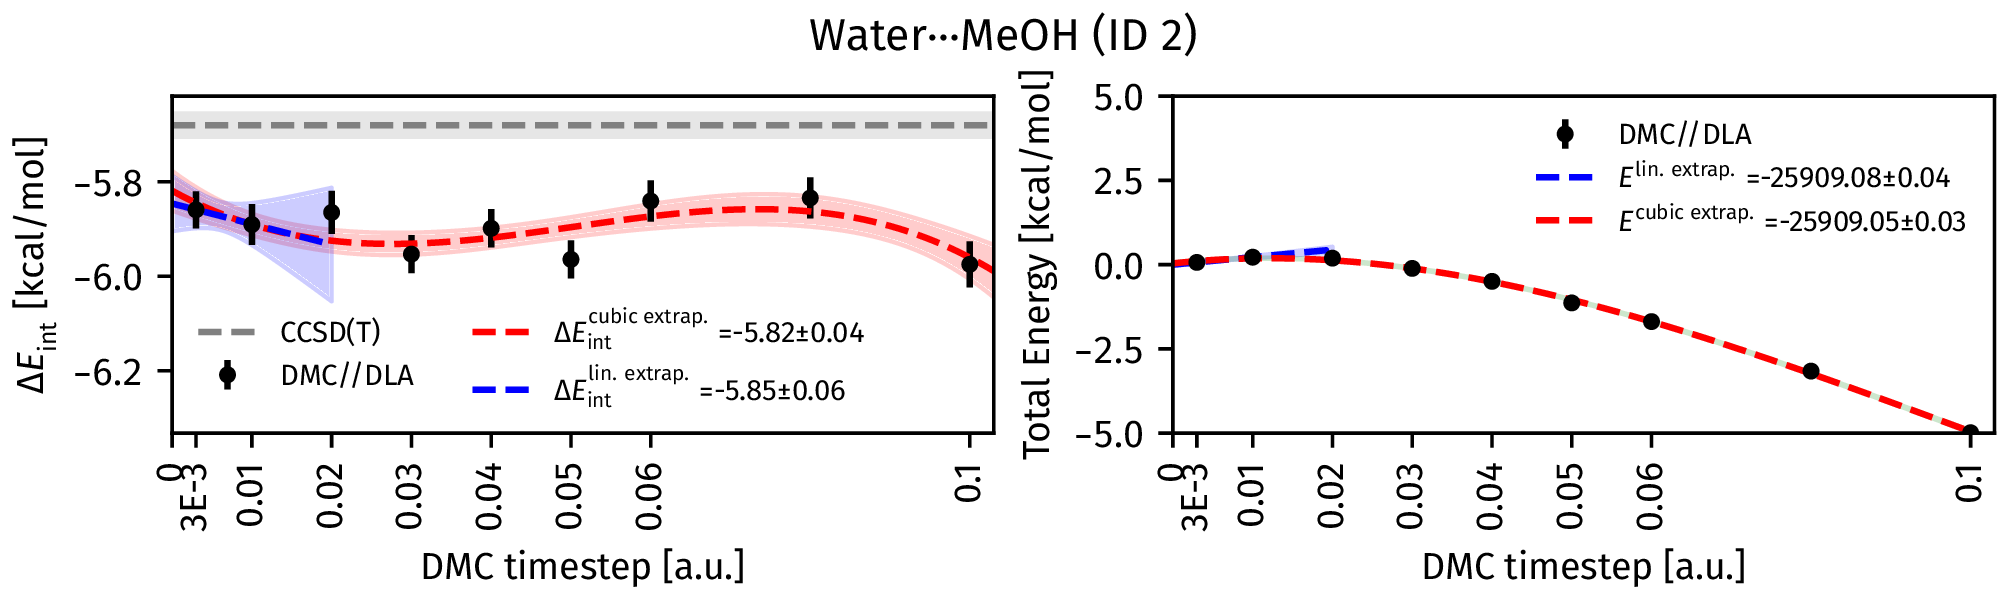 Water···MeOH (ID 2)
ΔE_int [kcal/mol]
−5.8
−6.0
−6.2
CCSD(T)
DMC//DLA
ΔE_int^cubic extrap. =-5.82±0.04
ΔE_int^lin. extrap. =-5.85±0.06
0
3E-3
0.01
0.02
0.03
0.04
0.05
0.06
0.1
DMC timestep [a.u.]
Total Energy [kcal/mol]
5.0
2.5
0.0
−2.5
−5.0
DMC//DLA
E^lin. extrap. =-25909.08±0.04
E^cubic extrap. =-25909.05±0.03
0
3E-3
0.01
0.02
0.03
0.04
0.05
0.06
0.1
DMC timestep [a.u.]